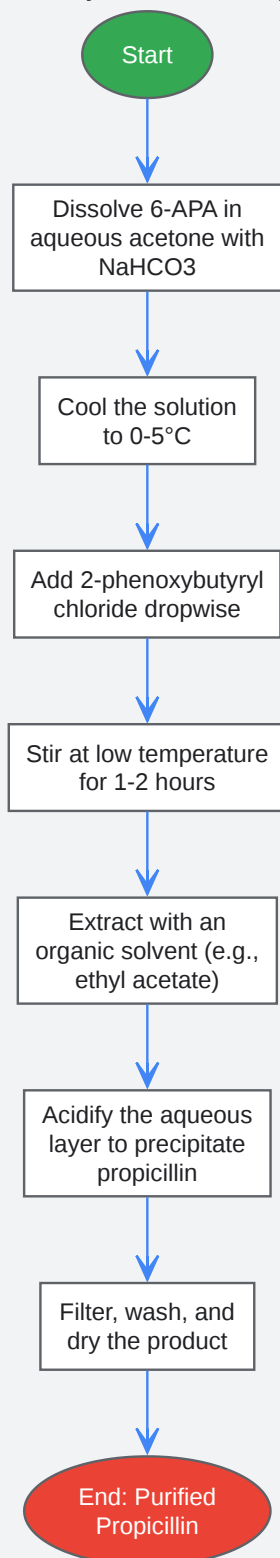 Start
Dissolve 6-APA in
aqueous acetone with
NaHCO3
Cool the solution
to 0-5°C
Add 2-phenoxybutyryl
chloride dropwise
Stir at low temperature
for 1-2 hours
Extract with an
organic solvent (e.g.,
ethyl acetate)
Acidify the aqueous
layer to precipitate
propicillin
Filter, wash, and
dry the product
End: Purified
Propicillin